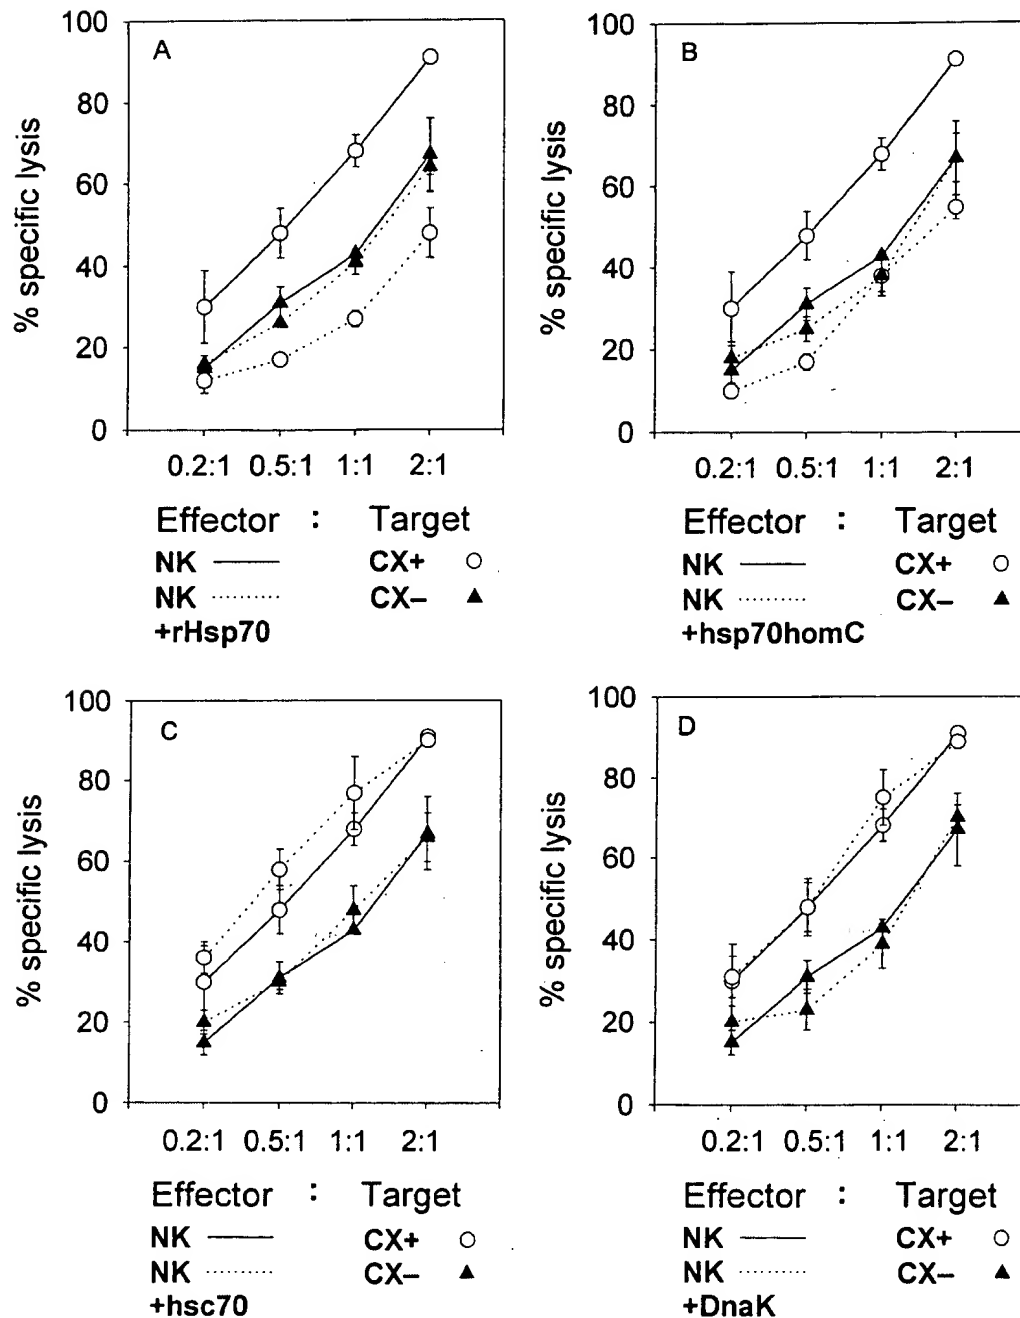 A
% specific lysis
100
80
60
40
20
0
0.2:1 0.5:1 1:1 2:1
Effector : Target
NK CX+
NK CX–
+rHsp70
B
% specific lysis
100
80
60
40
20
0
0.2:1 0.5:1 1:1 2:1
Effector : Target
NK CX+
NK CX–
+hsp70homC
C
% specific lysis
100
80
60
40
20
0
0.2:1 0.5:1 1:1 2:1
Effector : Target
NK CX+
NK CX–
+hsc70
D
% specific lysis
100
80
60
40
20
0
0.2:1 0.5:1 1:1 2:1
Effector : Target
NK CX+
NK CX–
+DnaK